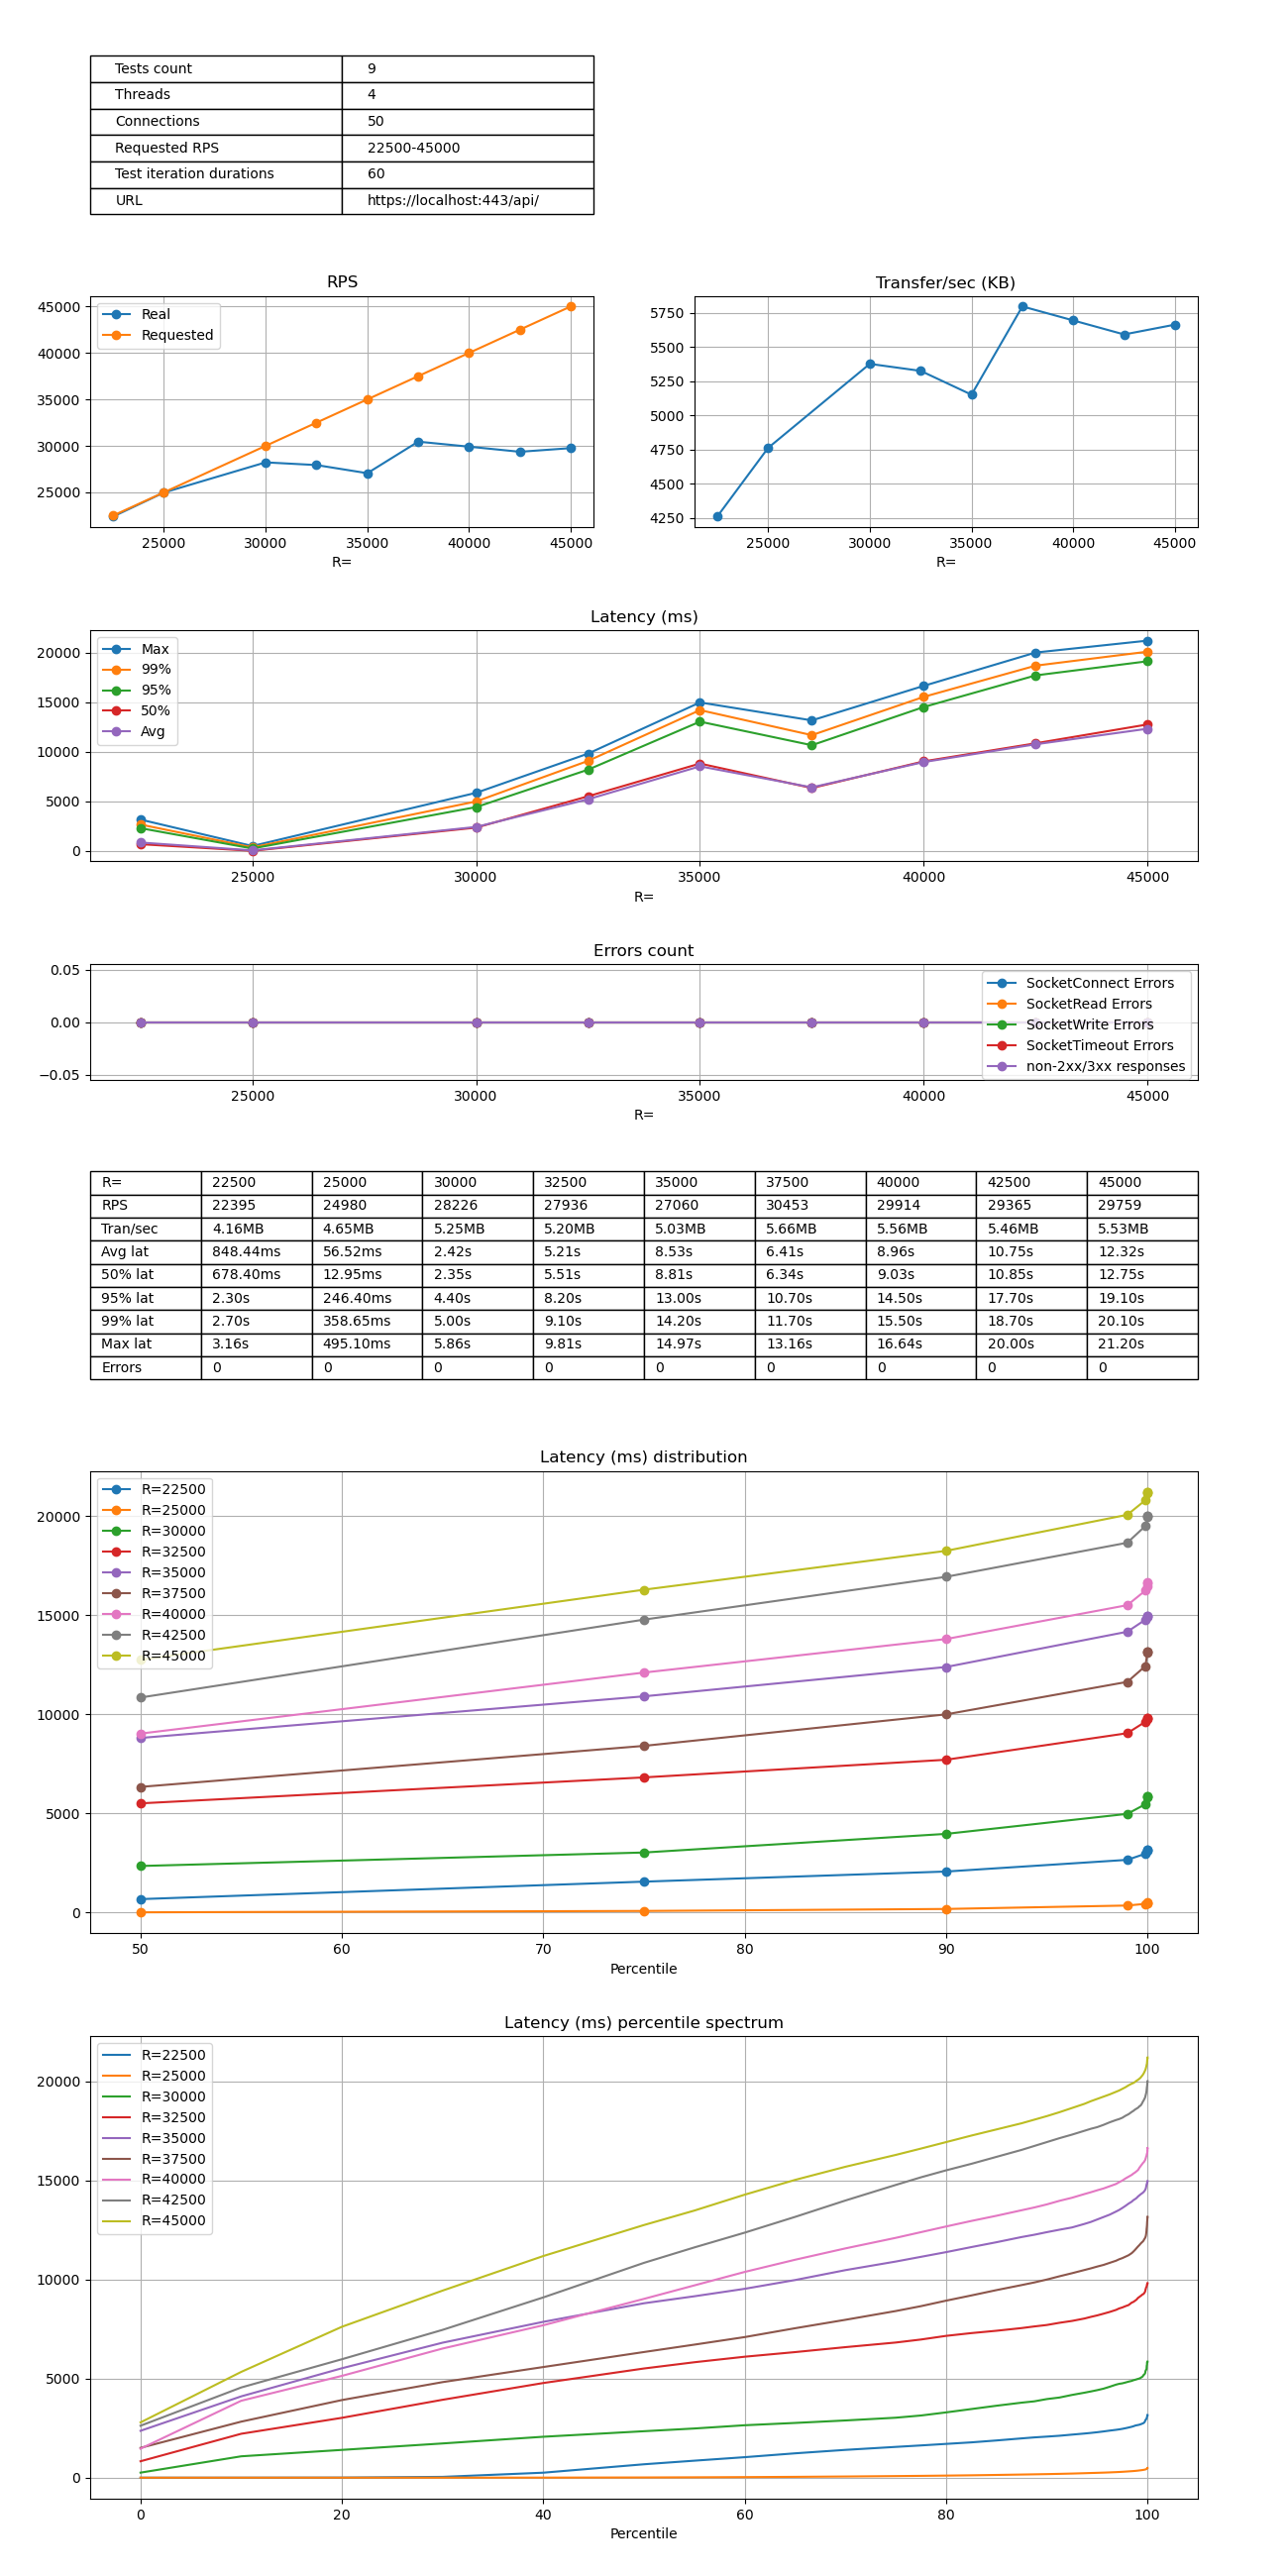 Tests count 9
Threads 4
Connections 50
Requested RPS 22500-45000
Test iteration durations 60
URL https://localhost:443/api/
RPS
45000
40000
35000
30000
25000
Real
Requested
25000 30000 35000 40000 45000
R=
Transfer/sec (KB)
5750
5500
5250
5000
4750
4500
4250
25000 30000 35000 40000 45000
R=
Latency (ms)
20000
15000
10000
5000
0
Max
99%
95%
50%
Avg
25000 30000 35000 40000 45000
R=
Errors count
0.05
0.00
−0.05
SocketConnect Errors
SocketRead Errors
SocketWrite Errors
SocketTimeout Errors
non-2xx/3xx responses
25000 30000 35000 40000 45000
R=
R= 22500 25000 30000 32500 35000 37500 40000 42500 45000
RPS 22395 24980 28226 27936 27060 30453 29914 29365 29759
Tran/sec 4.16MB 4.65MB 5.25MB 5.20MB 5.03MB 5.66MB 5.56MB 5.46MB 5.53MB
Avg lat 848.44ms 56.52ms 2.42s 5.21s 8.53s 6.41s 8.96s 10.75s 12.32s
50% lat 678.40ms 12.95ms 2.35s 5.51s 8.81s 6.34s 9.03s 10.85s 12.75s
95% lat 2.30s 246.40ms 4.40s 8.20s 13.00s 10.70s 14.50s 17.70s 19.10s
99% lat 2.70s 358.65ms 5.00s 9.10s 14.20s 11.70s 15.50s 18.70s 20.10s
Max lat 3.16s 495.10ms 5.86s 9.81s 14.97s 13.16s 16.64s 20.00s 21.20s
Errors 0 0 0 0 0 0 0 0 0
Latency (ms) distribution
20000
15000
10000
5000
0
R=22500
R=25000
R=30000
R=32500
R=35000
R=37500
R=40000
R=42500
R=45000
50 60 70 80 90 100
Percentile
Latency (ms) percentile spectrum
20000
15000
10000
5000
0
R=22500
R=25000
R=30000
R=32500
R=35000
R=37500
R=40000
R=42500
R=45000
0 20 40 60 80 100
Percentile